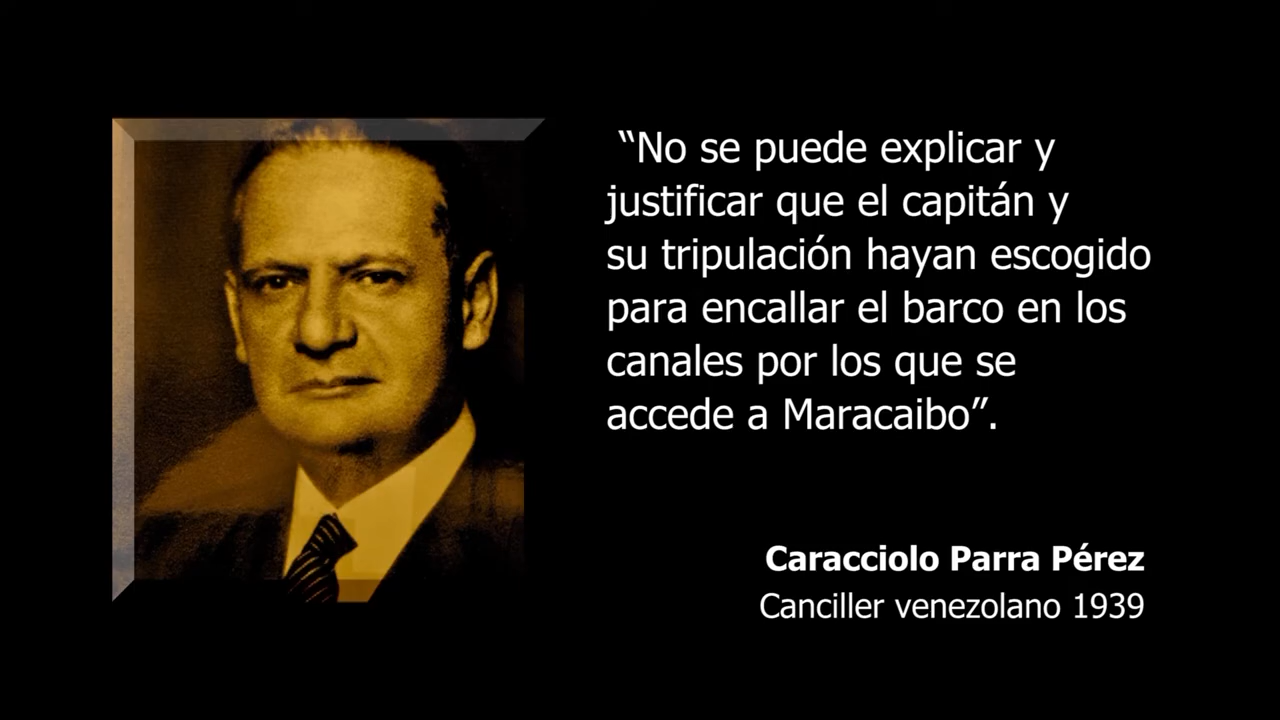 “No se puede explicar y
justificar que el capitán y
su tripulación hayan escogido
para encallar el barco en los
canales por los que se
accede a Maracaibo”.
Caracciolo Parra Pérez
Canciller venezolano 1939